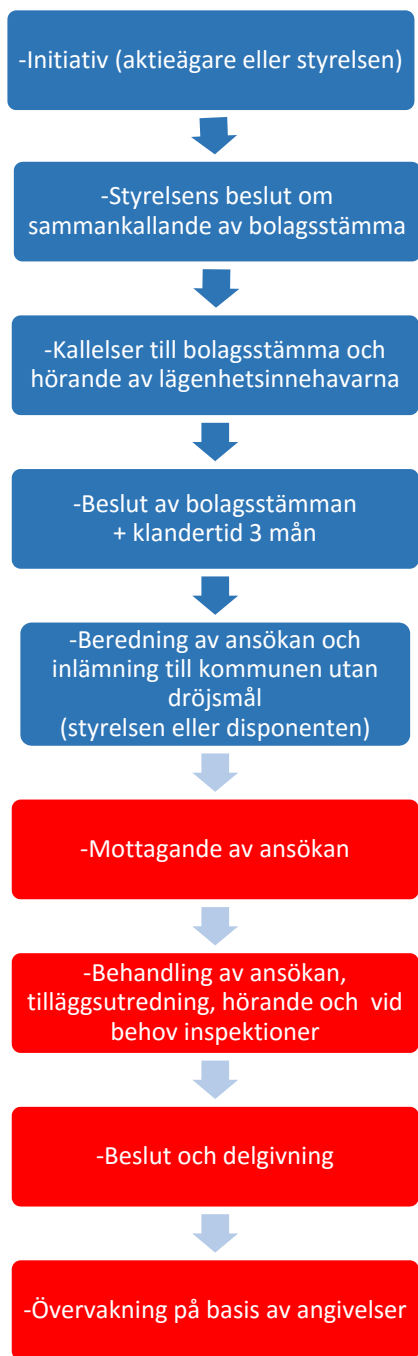 -Initiativ (aktieägare eller styrelsen)
-Styrelsens beslut om
sammankallande av bolagsstämma
-Kallelser till bolagsstämma och
hörande av lägenhetsinnehavarna
-Beslut av bolagsstämman
+ klandertid 3 mån
-Beredning av ansökan och
inlämning till kommunen utan
dröjsmål
(styrelsen eller disponenten)
-Mottagande av ansökan
-Behandling av ansökan,
tilläggsutredning, hörande och vid
behov inspektioner
-Beslut och delgivning
-Övervakning på basis av angivelser